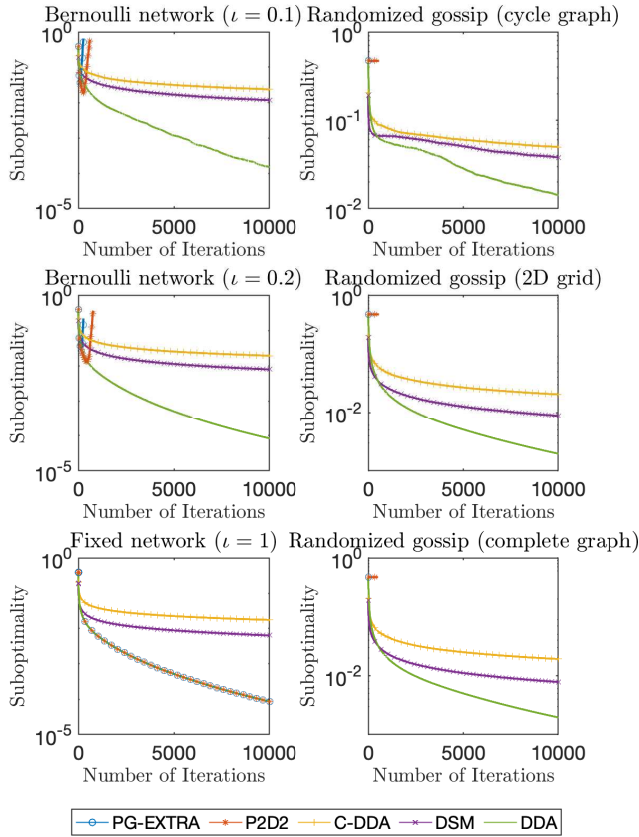 Bernoulli network (ι = 0.1)
Suboptimality
10^0
10^-5
0 5000 10000
Number of Iterations
Randomized gossip (cycle graph)
Suboptimality
10^0
10^-1
10^-2
0 5000 10000
Number of Iterations
Bernoulli network (ι = 0.2)
Suboptimality
10^0
10^-5
0 5000 10000
Number of Iterations
Randomized gossip (2D grid)
Suboptimality
10^0
10^-2
0 5000 10000
Number of Iterations
Fixed network (ι = 1)
Suboptimality
10^0
10^-5
0 5000 10000
Number of Iterations
Randomized gossip (complete graph)
Suboptimality
10^0
10^-2
0 5000 10000
Number of Iterations
PG-EXTRA P2D2 C-DDA DSM DDA